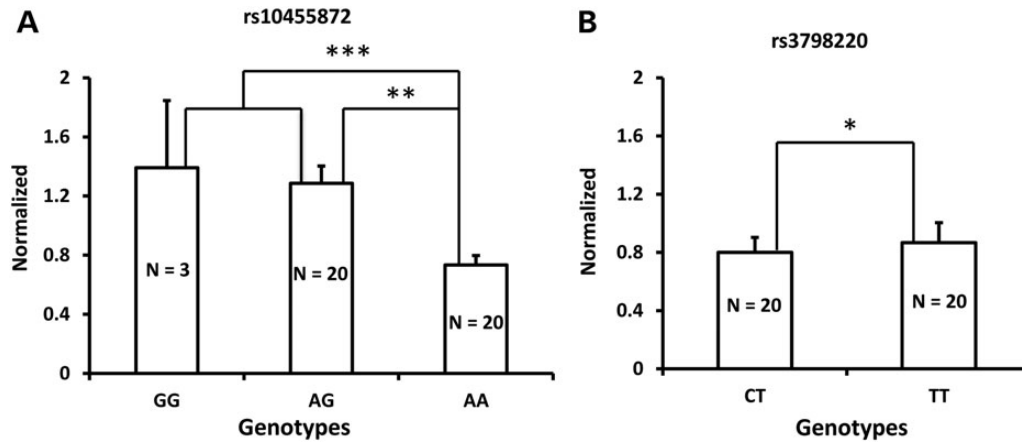 A
rs10455872
***
**
2
1.6
1.2
0.8
0.4
0
Normalized
N = 3
N = 20
N = 20
GG AG AA
Genotypes
B
rs3798220
*
2
1.6
1.2
0.8
0.4
0
Normalized
N = 20
N = 20
CT TT
Genotypes